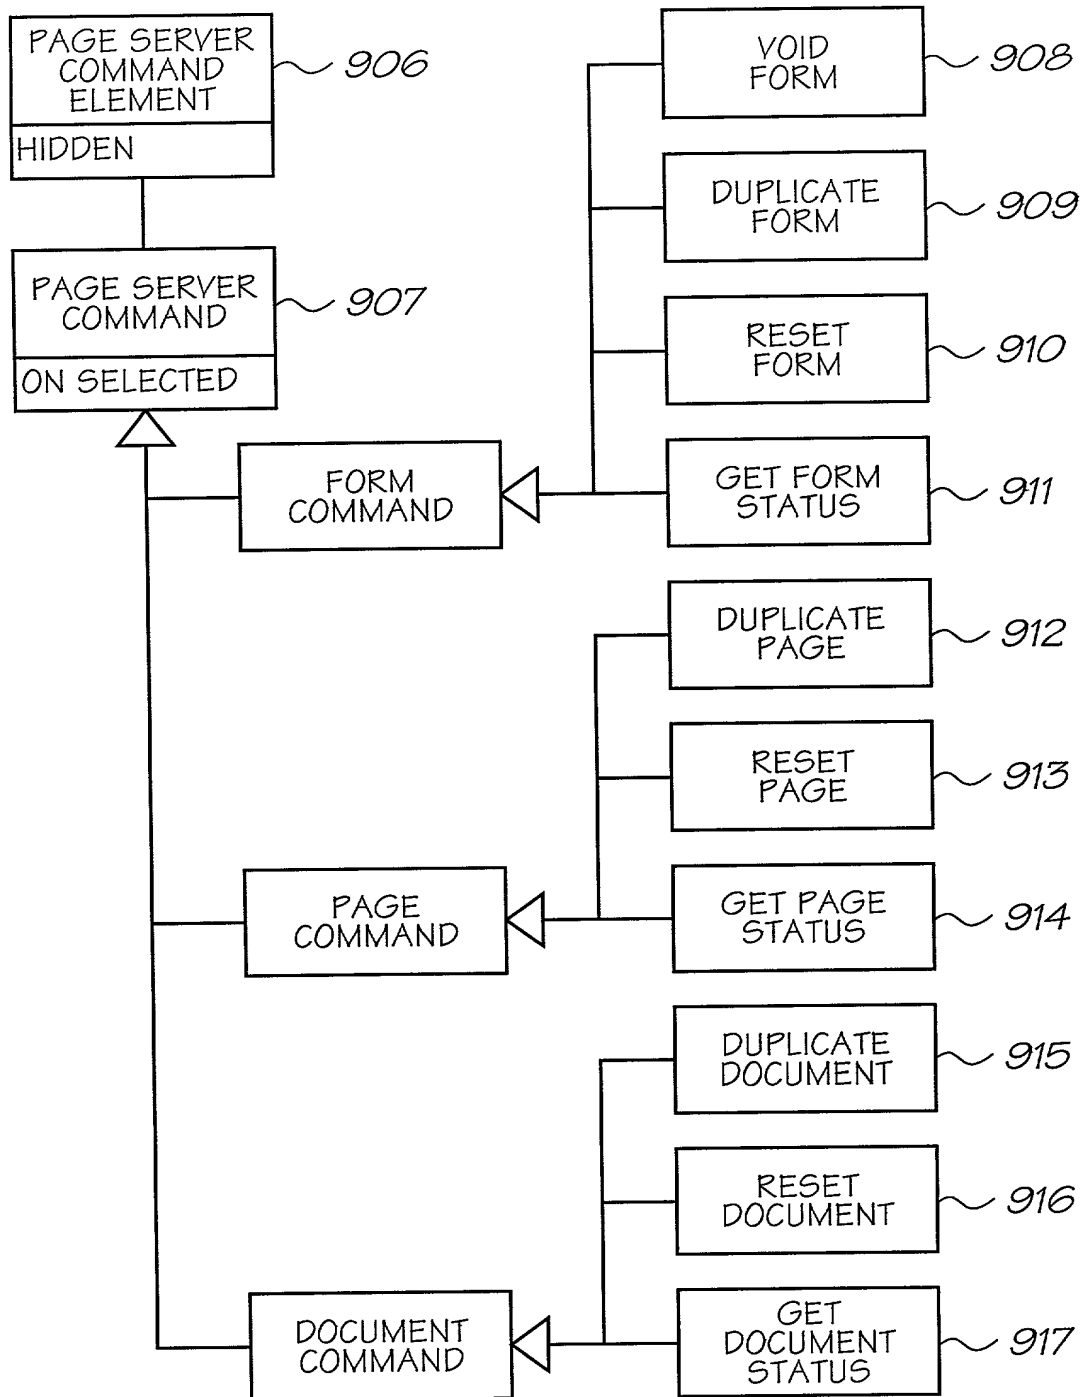 PAGE SERVER
COMMAND
ELEMENT
906
HIDDEN
PAGE SERVER
COMMAND
907
ON SELECTED
FORM
COMMAND
VOID
FORM
908
DUPLICATE
FORM
909
RESET
FORM
910
GET FORM
STATUS
911
PAGE
COMMAND
DUPLICATE
PAGE
912
RESET
PAGE
913
GET PAGE
STATUS
914
DOCUMENT
COMMAND
DUPLICATE
DOCUMENT
915
RESET
DOCUMENT
916
GET
DOCUMENT
STATUS
917